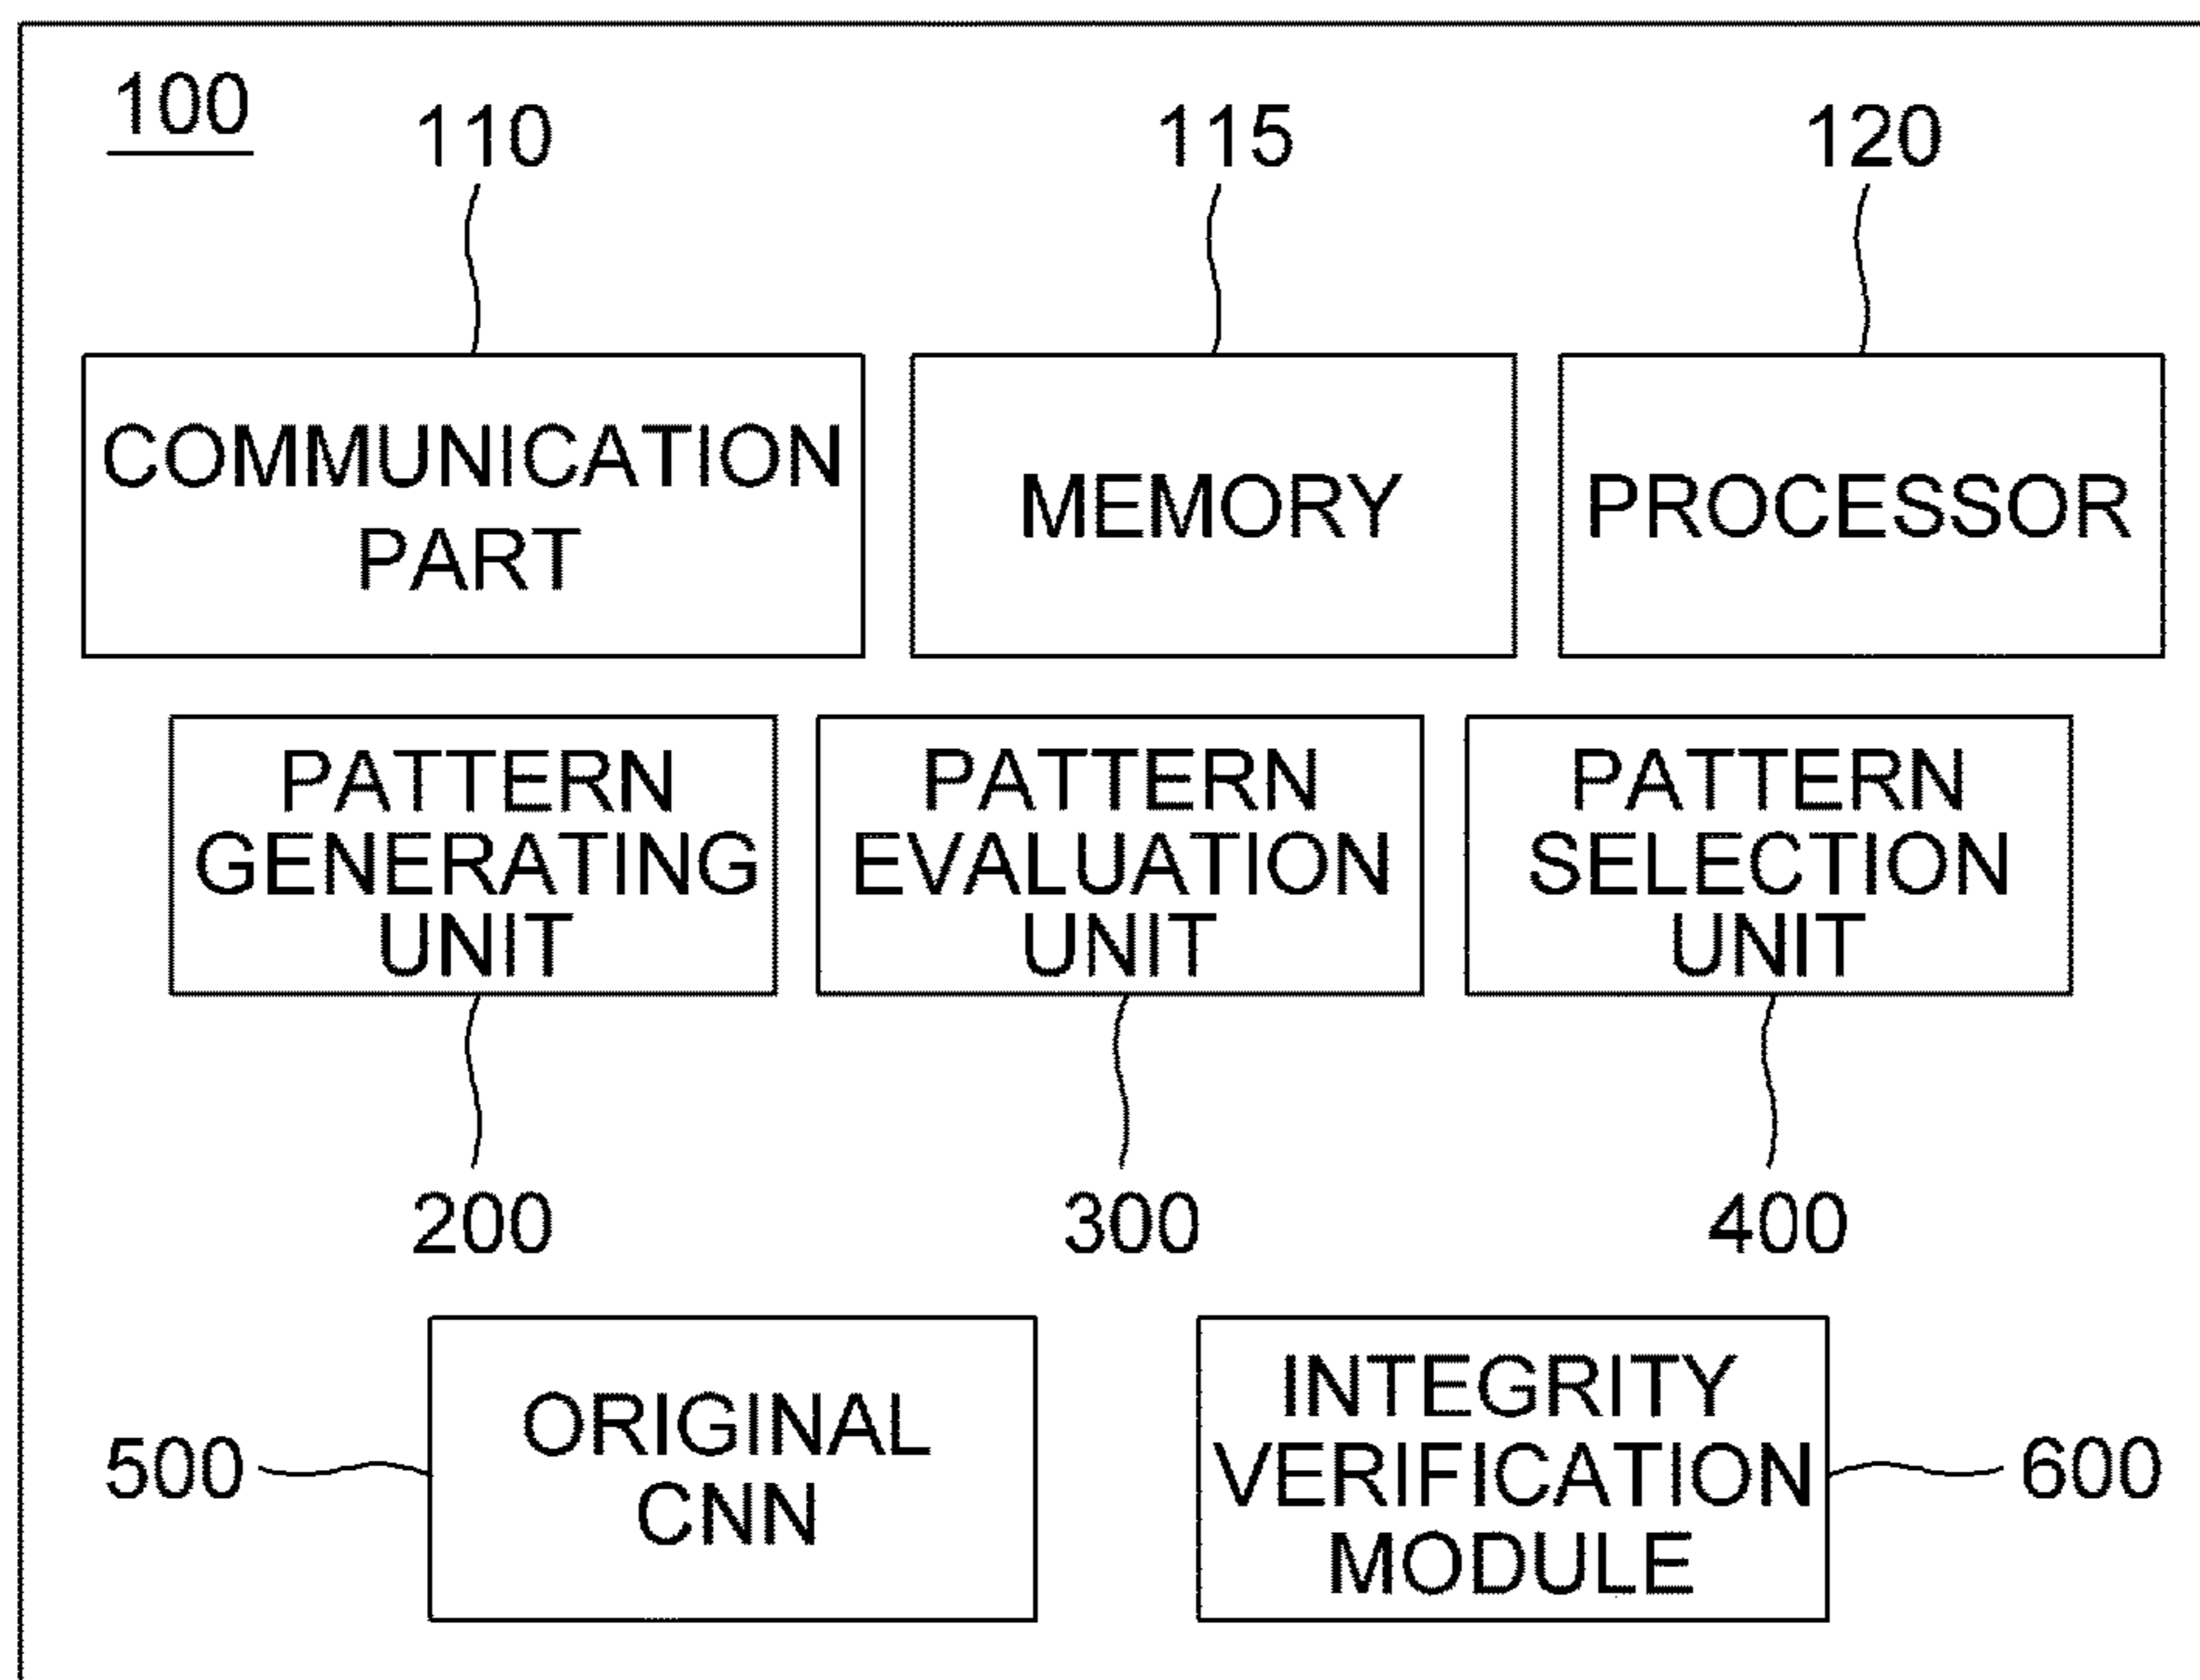 100
110
115
120
COMMUNICATION
PART
MEMORY
PROCESSOR
PATTERN
GENERATING
UNIT
PATTERN
EVALUATION
UNIT
PATTERN
SELECTION
UNIT
200
300
400
500
ORIGINAL
CNN
INTEGRITY
VERIFICATION
MODULE
600